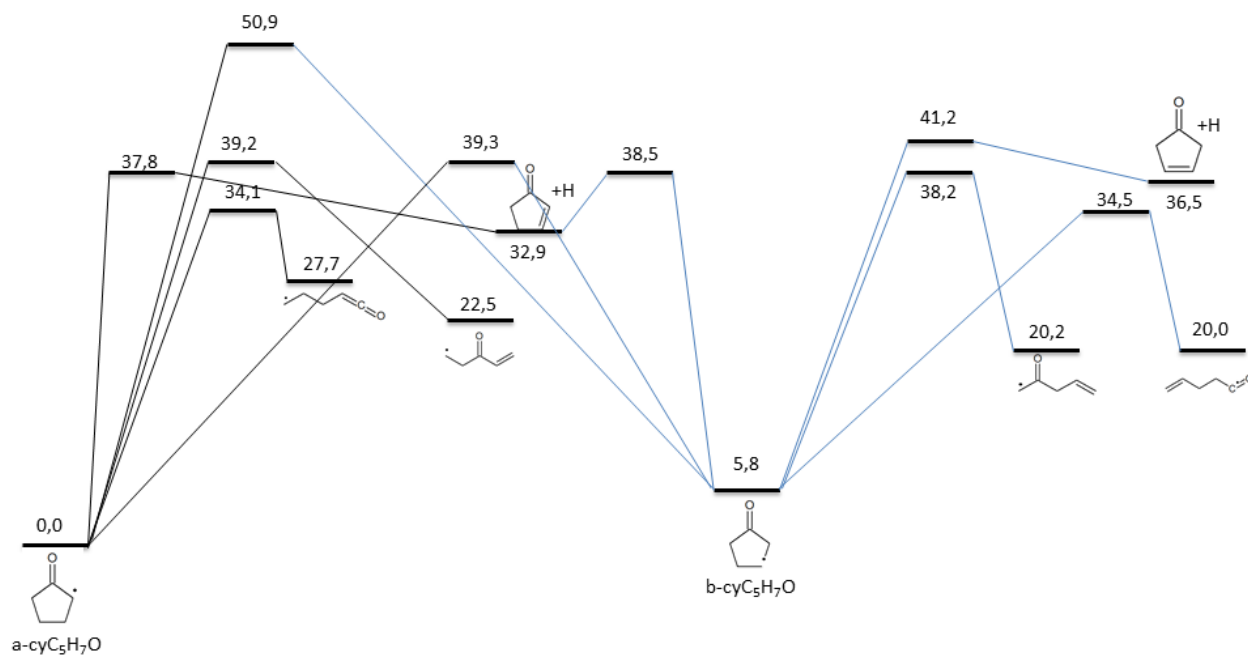 50,9
41,2
O
+H
39,2
39,3
38,5
37,8
O
+H
34,1
38,2
34,5
36,5
32,9
27,7
C
O
22,5
O
20,2
20,0
O
C
O
5,8
0,0
O
O
b-cyC5H7O
a-cyC5H7O